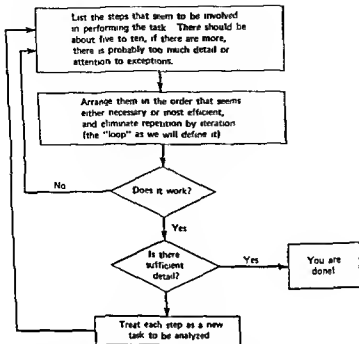 List the steps that seem to be involved
in performing the task There should be
about five to ten, if there are more,
there is probably too much detail or
attention to exceptions.
Arrange them in the order that seems
either necessary or most efficient,
and eliminate repetition by iteration
(the "loop" as we will define it)
No
Does it work?
Yes
Is there
sufficient
detail?
Yes
You are
done!
Treat each step as a new
task to be analyzed